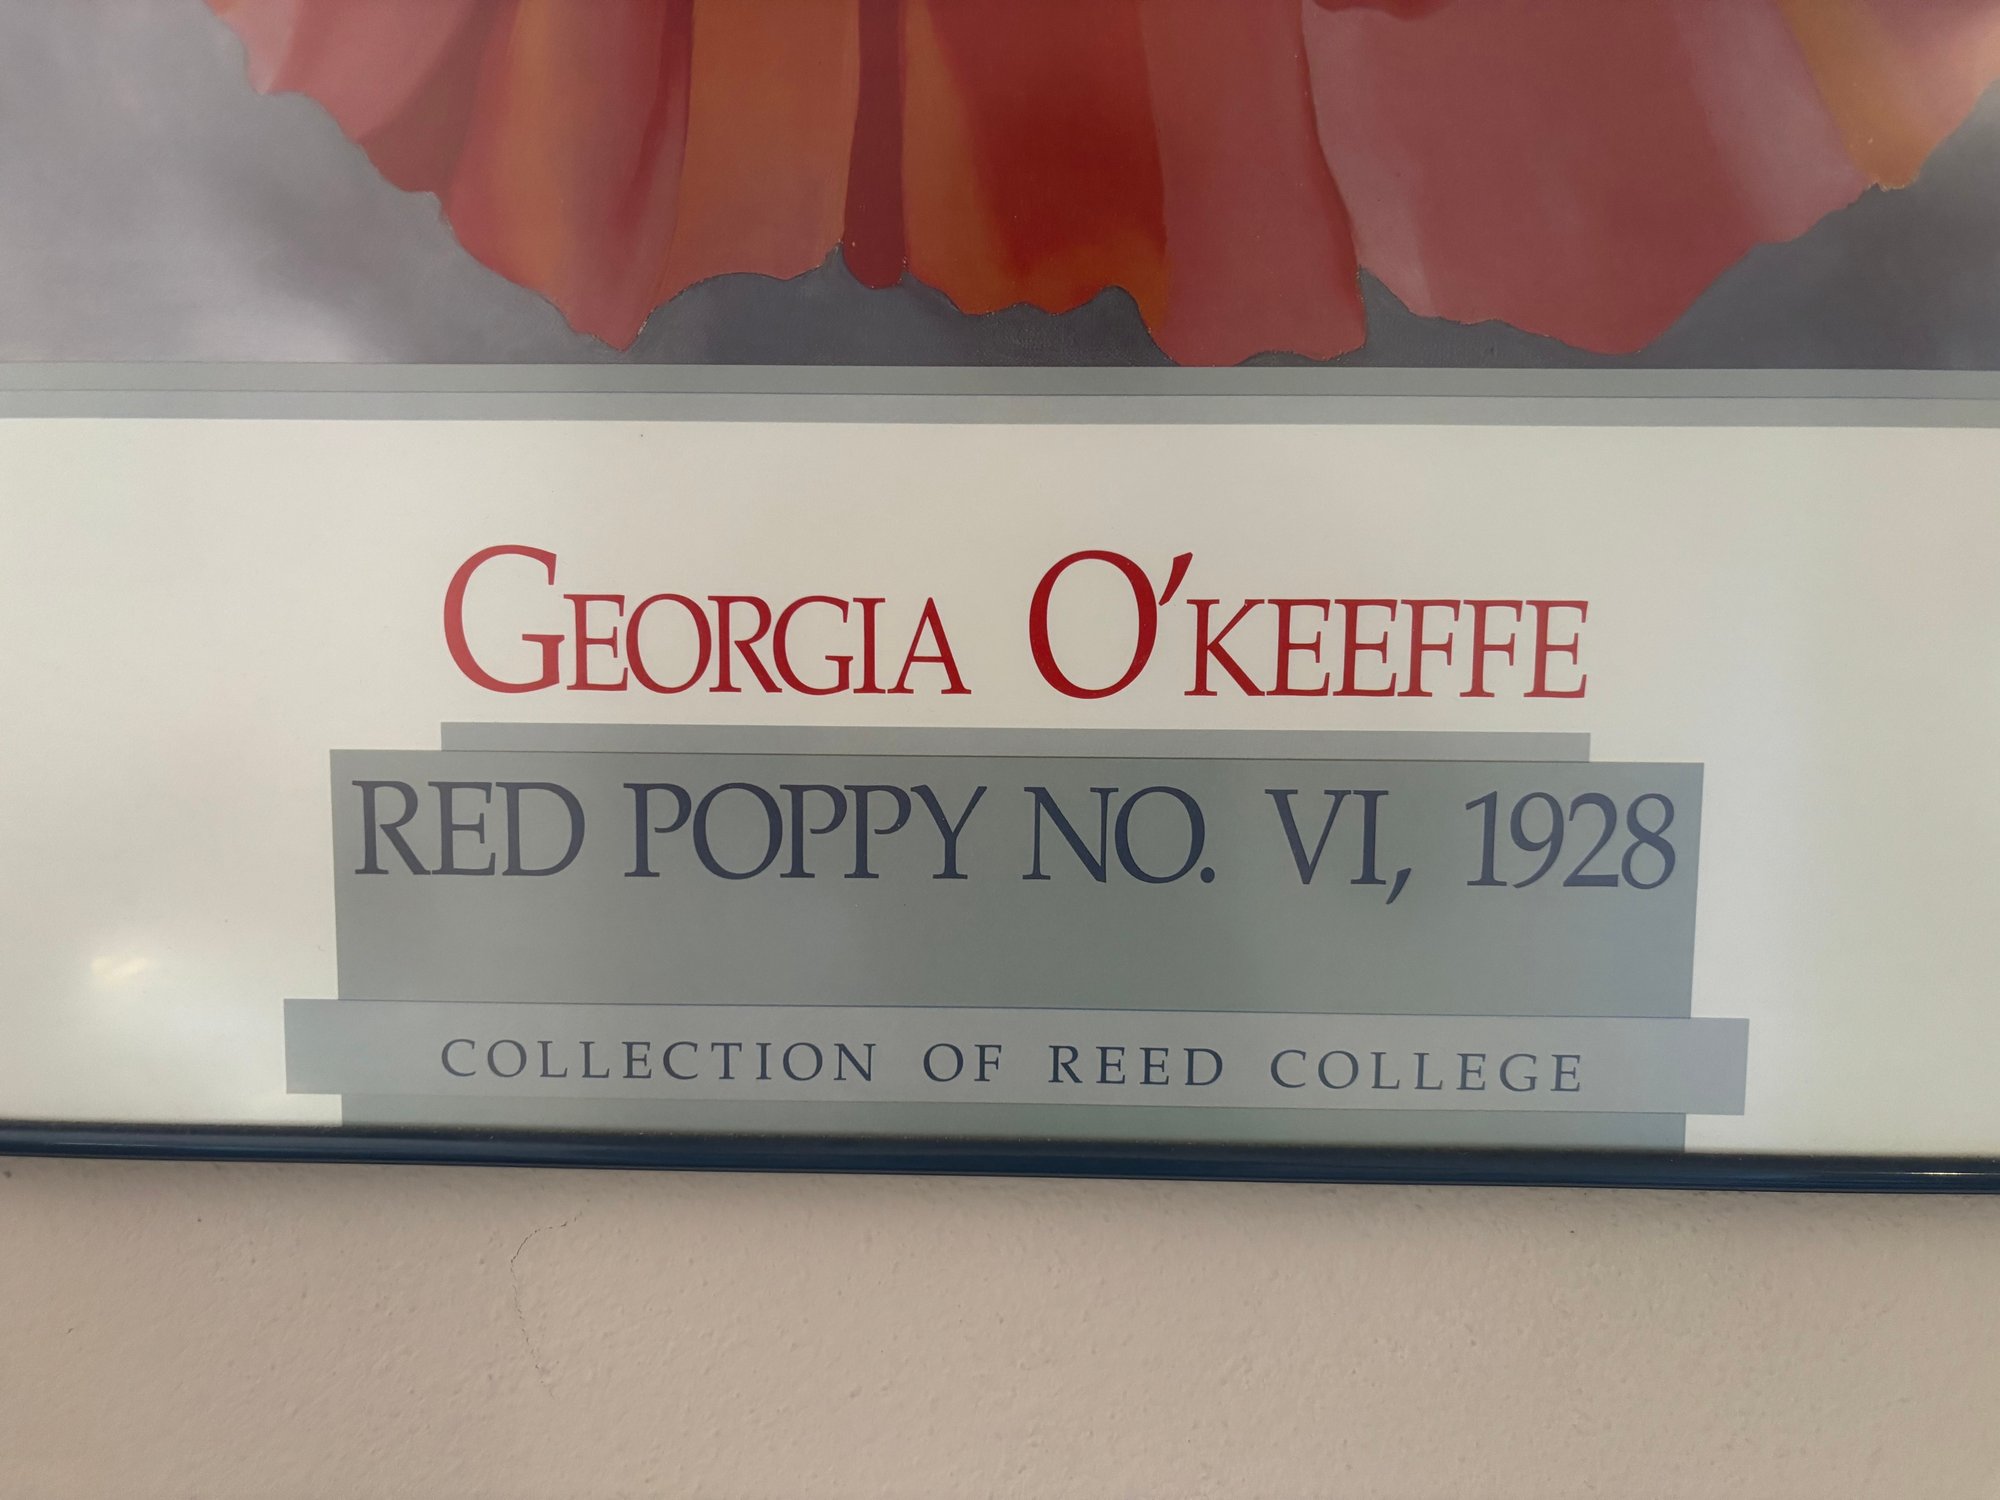 GEORGIA O'KEEFFE
RED POPPY NO. VI, 1928
COLLECTION OF REED COLLEGE